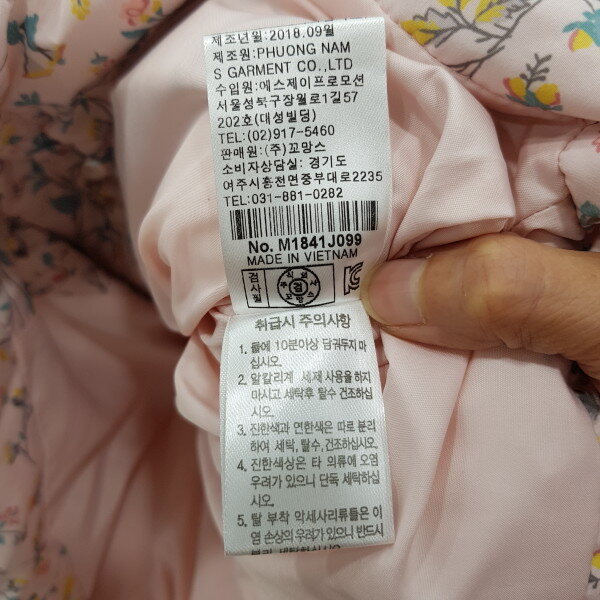 제조년월:2018.09월
제조원:PHUONG NAM
S GARMENT CO.,LTD
수입원:에스제이프로모션
서울성북구장월로1길57
202호(대성빌딩)
TEL:(02)917-5460
판매원:(주)꼬망스
소비자상담실: 경기도
여주시흥천면중부대로2235
TEL:031-881-0282
No. M1841J099
MADE IN VIETNAM
검사필
주식회사
검
꼬망스
취급시 주의사항
1. 물에 10분이상 담궈두지 마
십시오.
2. 알칼리계 세제 사용을 하지
마시고 세탁후 탈수 건조하십
시오.
3. 진한색과 연한색은 따로 분리
하여 세탁, 탈수,건조하십시오.
4. 진한색상은 타 의류에 오염
우려가 있으니 단독 세탁하십
시오.
5. 탈 부착 악세사리류들은 이
염 손상의 우려가 있으니 반드시